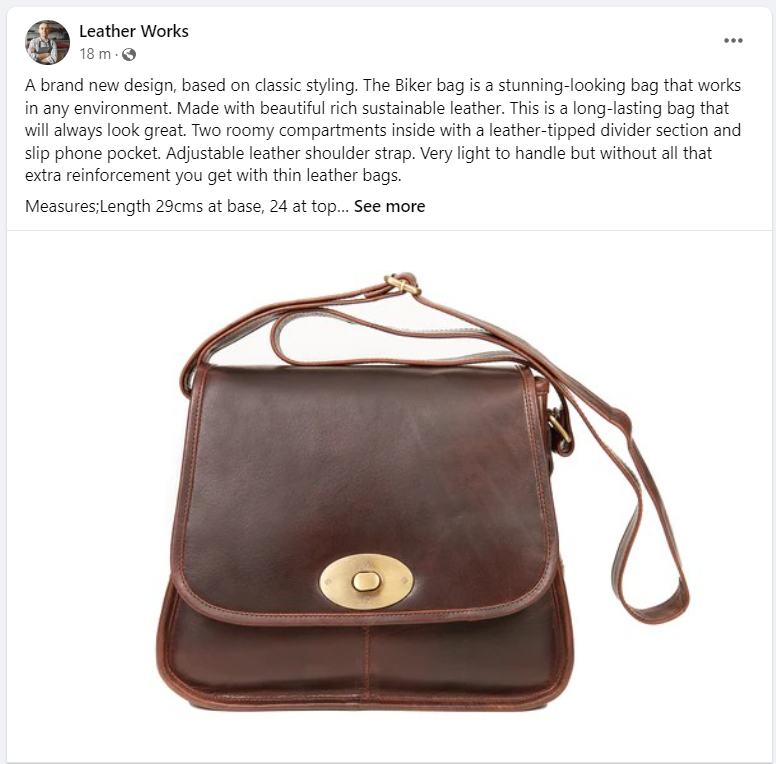 Leather Works
18 m ·
A brand new design, based on classic styling. The Biker bag is a stunning-looking bag that works
in any environment. Made with beautiful rich sustainable leather. This is a long-lasting bag that
will always look great. Two roomy compartments inside with a leather-tipped divider section and
slip phone pocket. Adjustable leather shoulder strap. Very light to handle but without all that
extra reinforcement you get with thin leather bags.
Measures;Length 29cms at base, 24 at top... See more